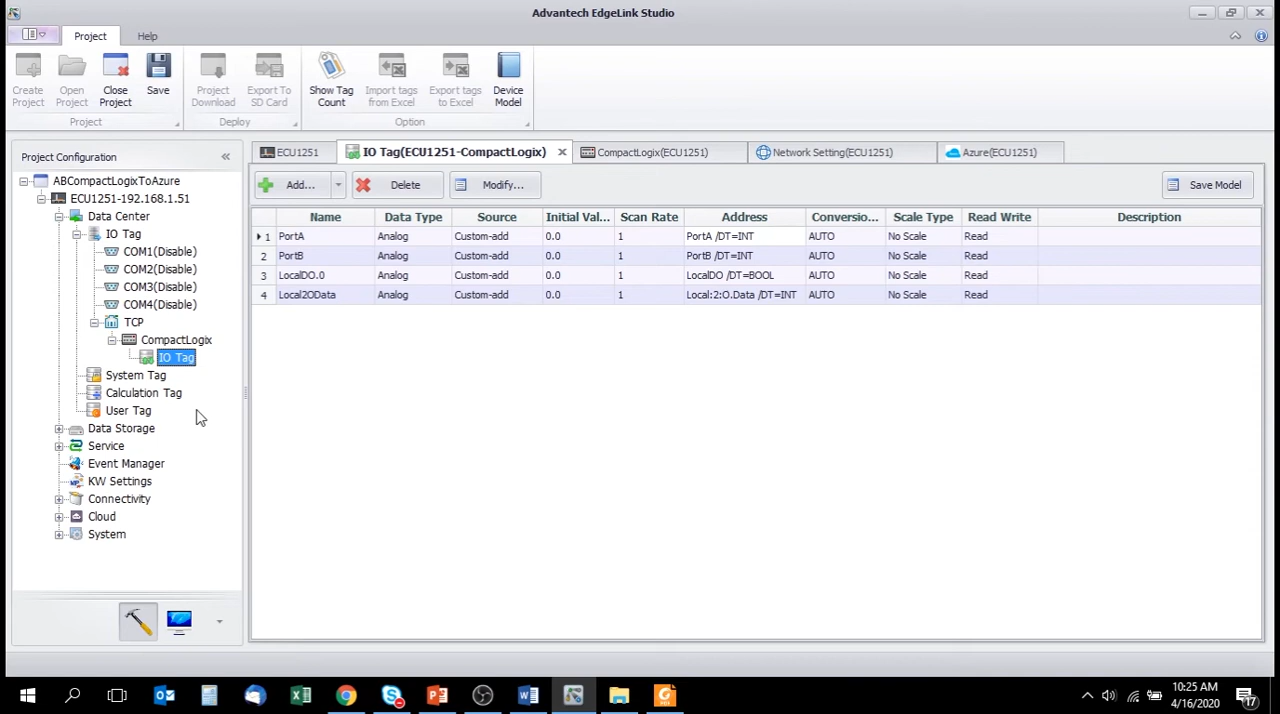 Advantech EdgeLink Studio
Project Help
Create Project
Open Project
Close Project
Save
Project Download
Export To SD Card
Show Tag Count
Import tags from Excel
Export tags to Excel
Device Model
Project Deploy Option
Project Configuration «
ECU1251 IO Tag(ECU1251-CompactLogix) CompactLogix(ECU1251) Network Setting(ECU1251) Azure(ECU1251)
Add... Delete Modify... Save Model
ABCompactLogixToAzure
ECU1251-192.168.1.51
Data Center
IO Tag
COM1(Disable)
COM2(Disable)
COM3(Disable)
COM4(Disable)
TCP
CompactLogix
IO Tag
System Tag
Calculation Tag
User Tag
Data Storage
Service
Event Manager
KW Settings
Connectivity
Cloud
System
Name Data Type Source Initial Val... Scan Rate Address Conversio... Scale Type Read Write Description
1 PortA Analog Custom-add 0.0 1 PortA /DT=INT AUTO No Scale Read
2 PortB Analog Custom-add 0.0 1 PortB /DT=INT AUTO No Scale Read
3 LocalDO.0 Analog Custom-add 0.0 1 LocalDO /DT=BOOL AUTO No Scale Read
4 Local2OData Analog Custom-add 0.0 1 Local:2:O.Data /DT=INT AUTO No Scale Read
10:25 AM
4/16/2020
17